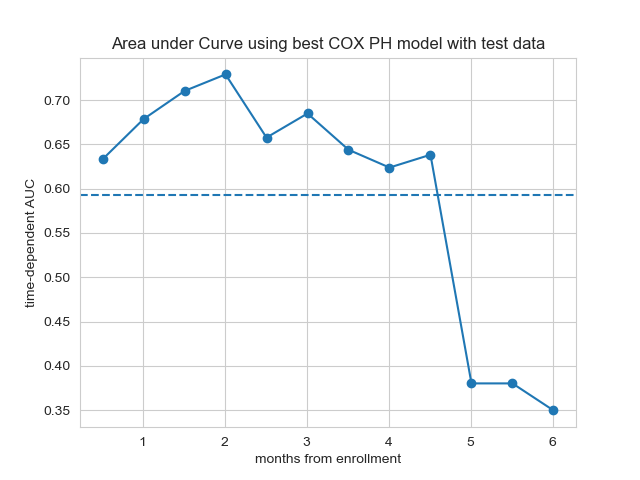 Area under Curve using best COX PH model with test data
time-dependent AUC
0.70
0.65
0.60
0.55
0.50
0.45
0.40
0.35
1 2 3 4 5 6
months from enrollment